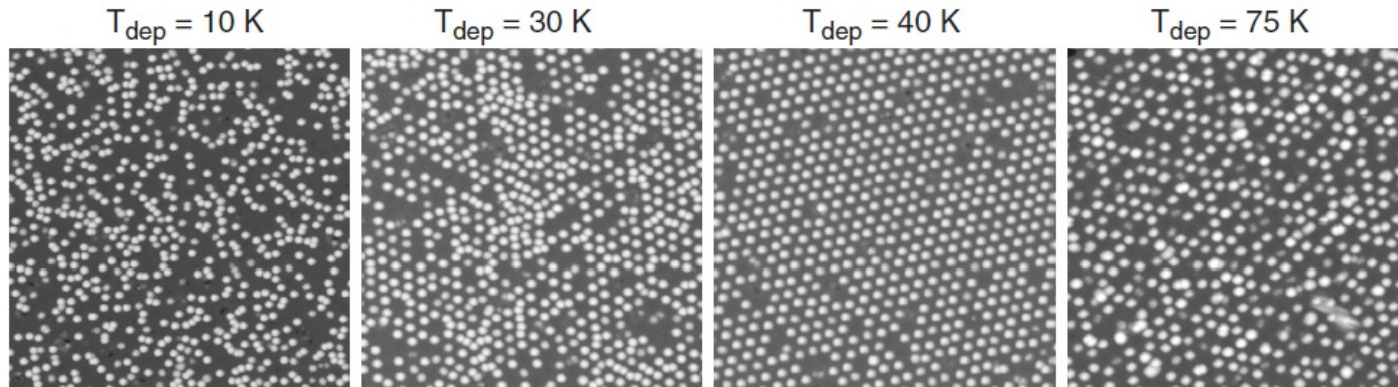 T_dep = 10 K
T_dep = 30 K
T_dep = 40 K
T_dep = 75 K